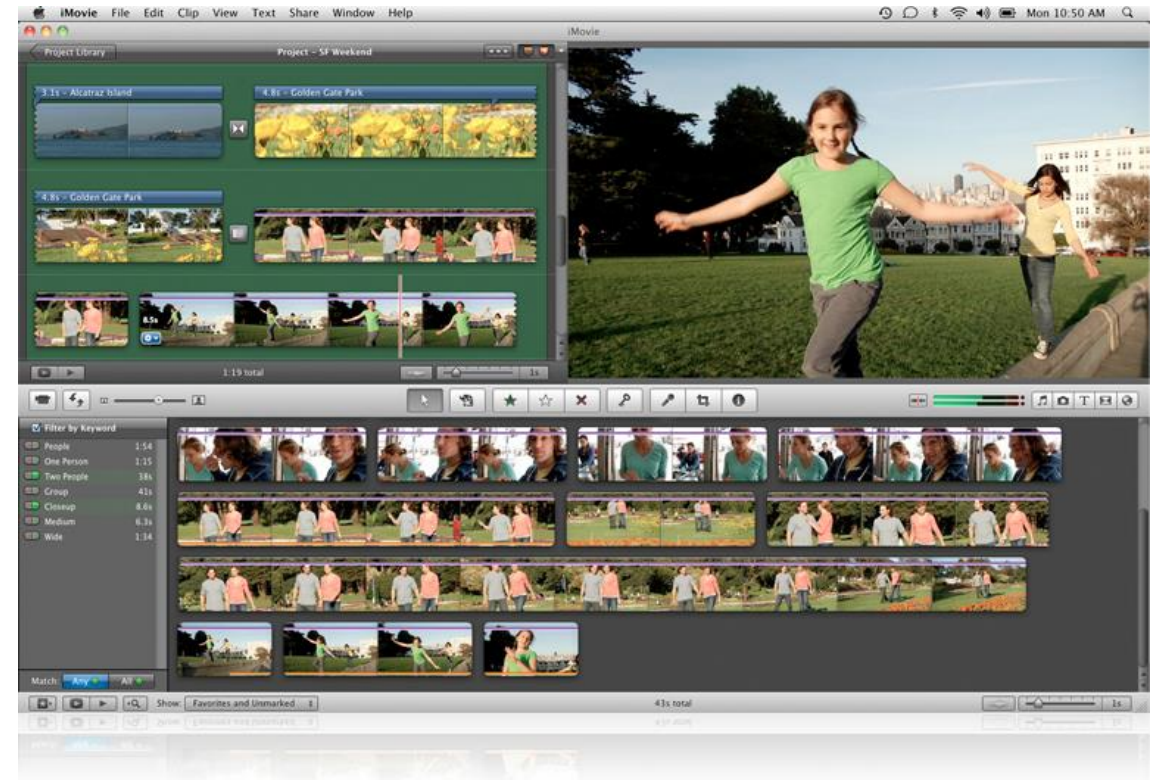 iMovie File Edit Clip View Text Share Window Help Mon 10:50 AM
iMovie
Project Library Project – SF Weekend
3.1s – Alcatraz Island 4.8s – Golden Gate Park
4.8s – Golden Gate Park
8.5s
1:19 total 1s
Filter by Keyword
People 1:54
One Person 1:15
Two People 38s
Group 41s
Closeup 8.6s
Medium 6.3s
Wide 1:34
Match: Any All
Show: Favorites and Unmarked 43s total 1s